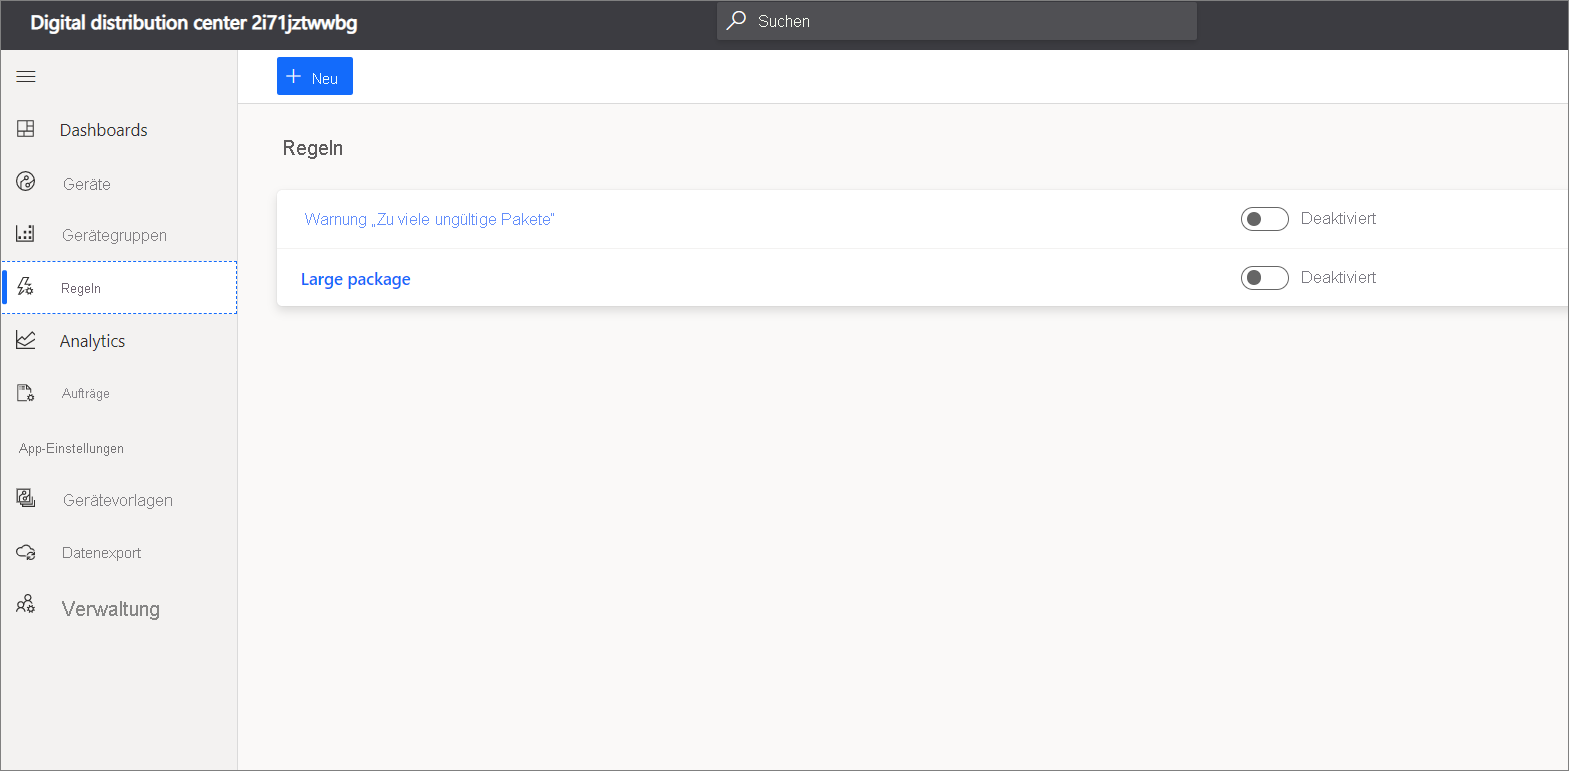 Digital distribution center 2i71jztwwbg
Suchen
Neu
Dashboards
Geräte
Gerätegruppen
Regeln
Analytics
Aufträge
App-Einstellungen
Gerätevorlagen
Datenexport
Verwaltung
Regeln
Warnung „Zu viele ungültige Pakete“
Deaktiviert
Large package
Deaktiviert